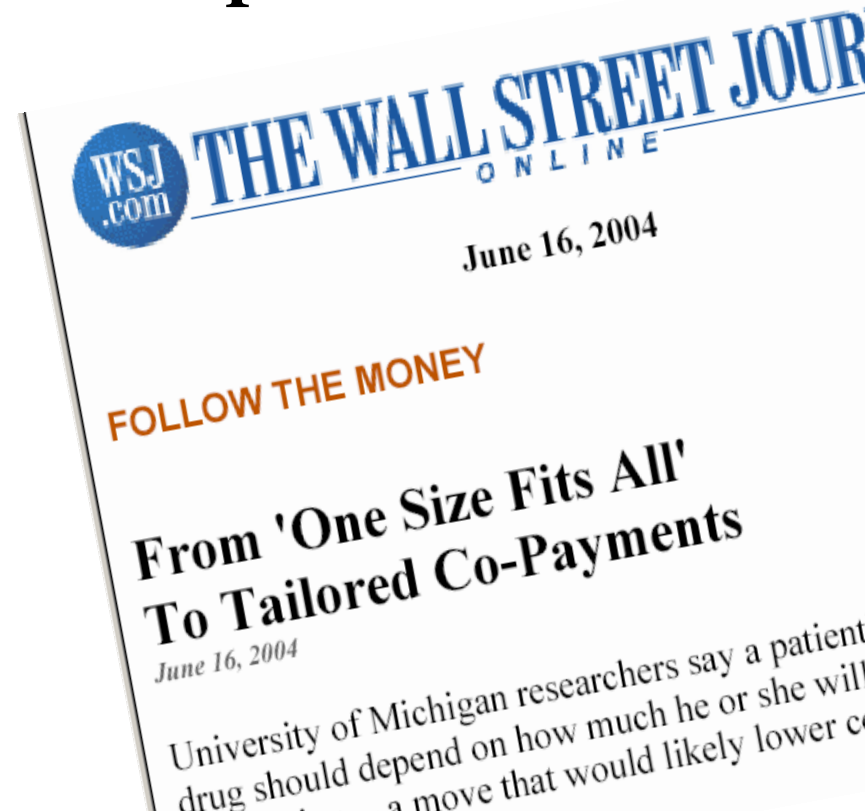 WSJ
.com
THE WALL STREET JOUR
ONLINE
June 16, 2004
FOLLOW THE MONEY
From 'One Size Fits All'
To Tailored Co-Payments
June 16, 2004
University of Michigan researchers say a patient
drug should depend on how much he or she will
a move that would likely lower c